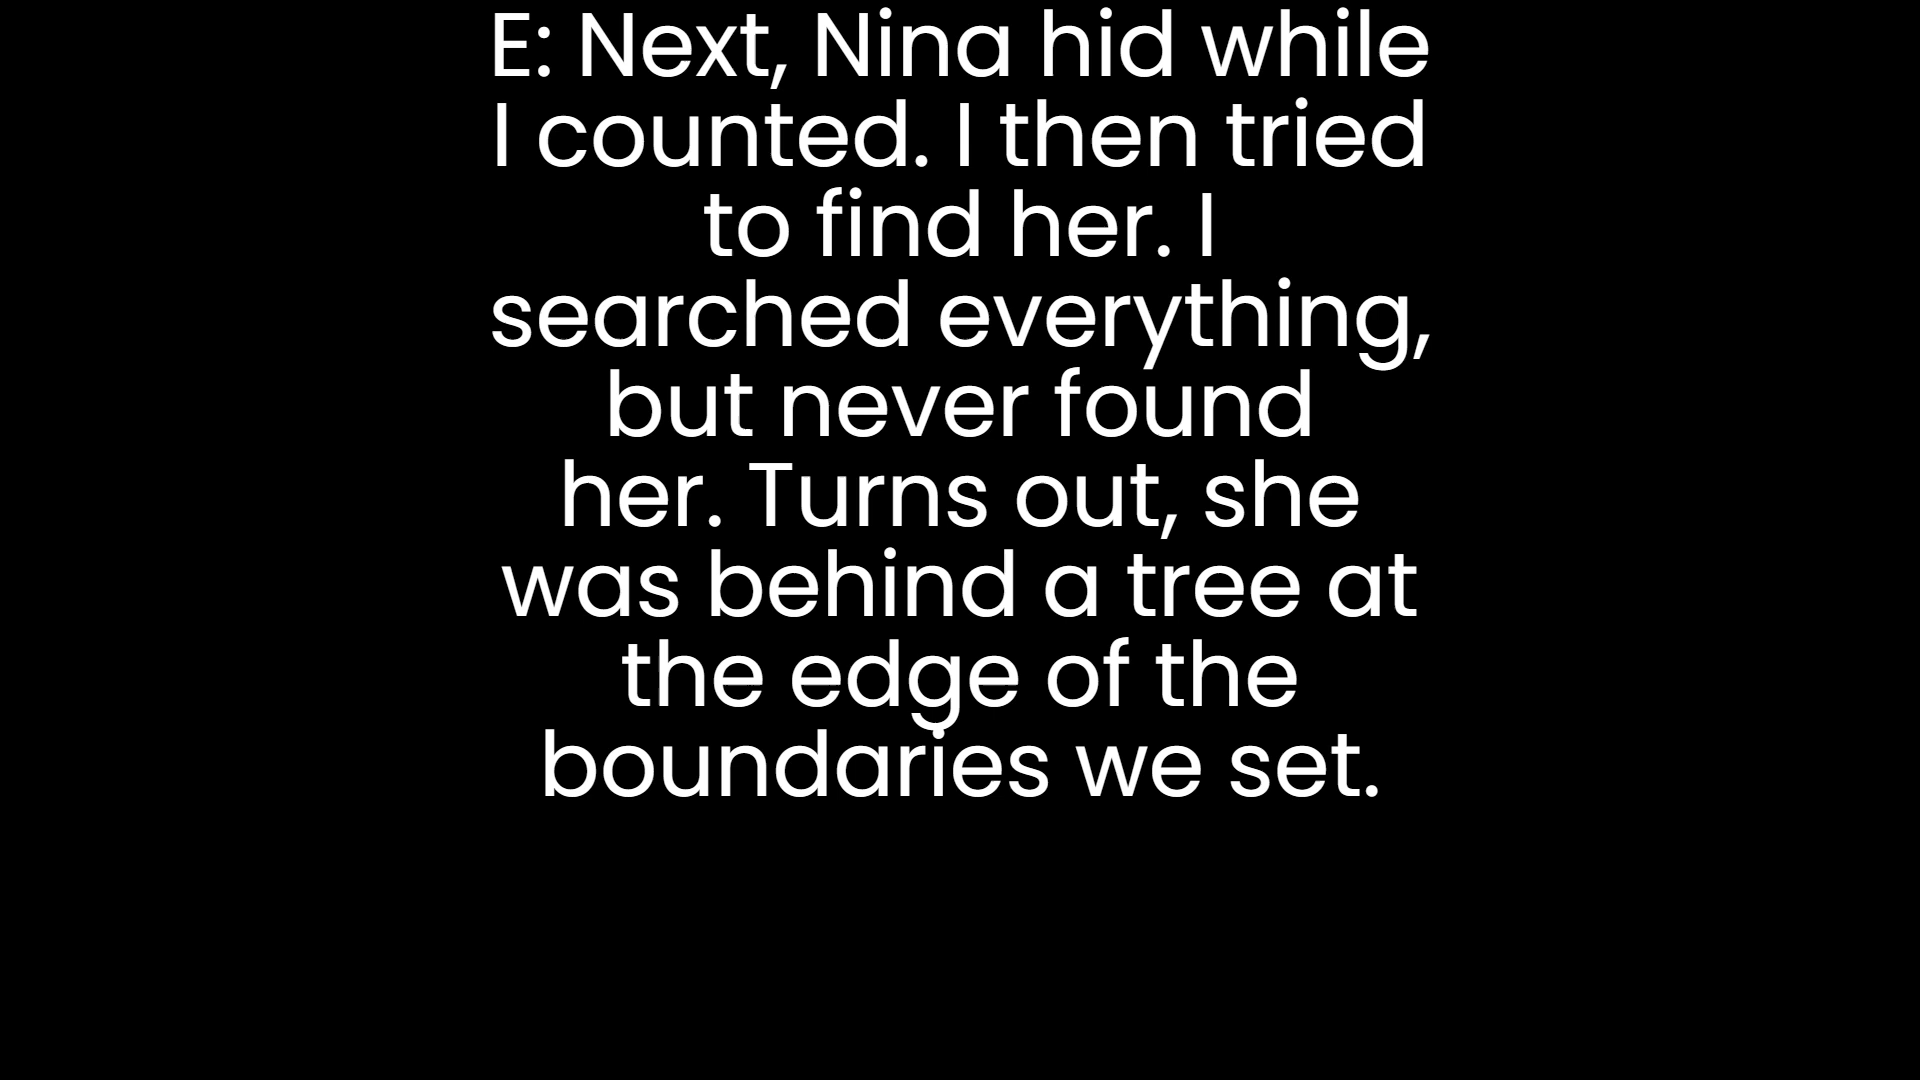 E: Next, Nina hid while
I counted. I then tried
to find her. I
searched everything,
but never found
her. Turns out, she
was behind a tree at
the edge of the
boundaries we set.